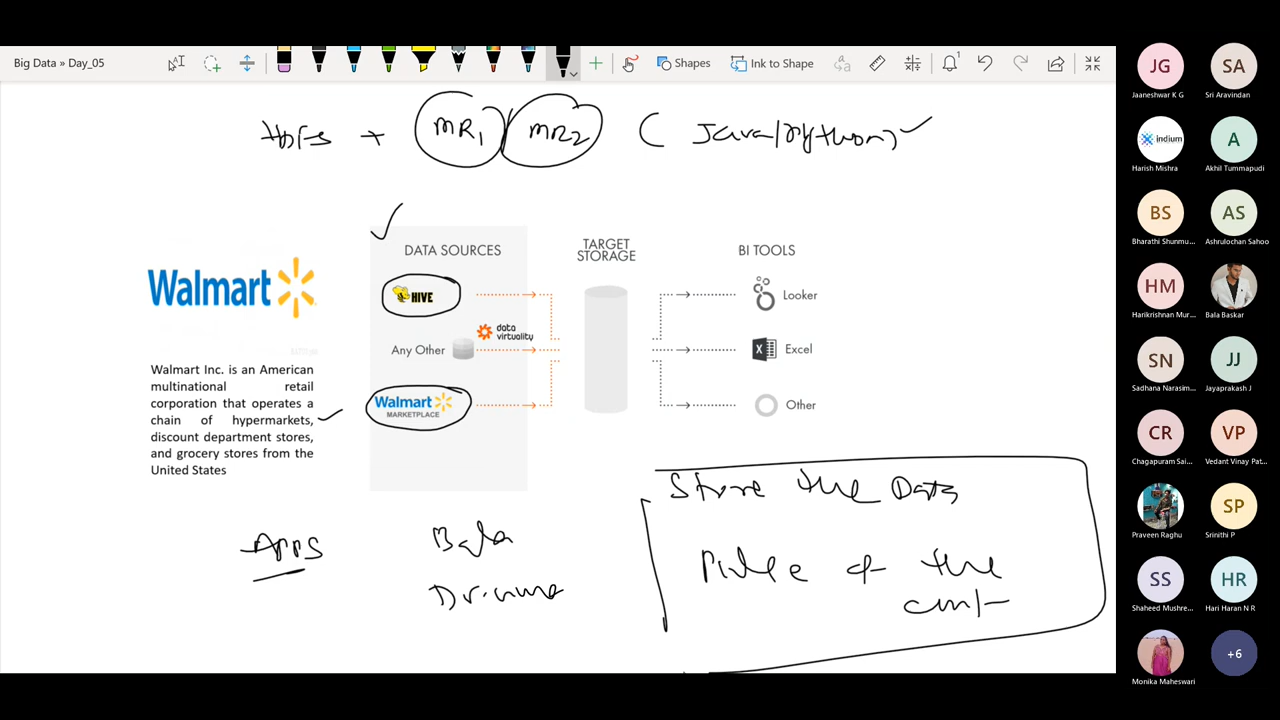 Big Data » Day_05
Shapes
Ink to Shape
1
HDFS + MR1 MR2 (Java/Python)
DATA SOURCES
TARGET
STORAGE
BI TOOLS
Walmart
HIVE
Looker
data
virtuality
Any Other
Excel
Walmart
MARKETPLACE
Other
Walmart Inc. is an American
multinational retail
corporation that operates a
chain of hypermarkets,
discount department stores,
and grocery stores from the
United States
Store the Data
Apps
Bala
Pulse of the
JG
Jaaneshwar K G
SA
Sri Aravindan
indium
Harish Mishra
A
Akhil Tummapudi
BS
Bharathi Shunmu...
AS
Ashrulochan Sahoo
HM
Harikrishnan Mur...
Bala Baskar
SN
Sadhana Narasim...
JJ
Jayaprakash J
CR
Chagapuram Sai...
VP
Vedant Vinay Pat...
Praveen Raghu
SP
Srinithi P
SS
Shaheed Mushre...
HR
Hari Haran N R
Monika Maheswari
+6